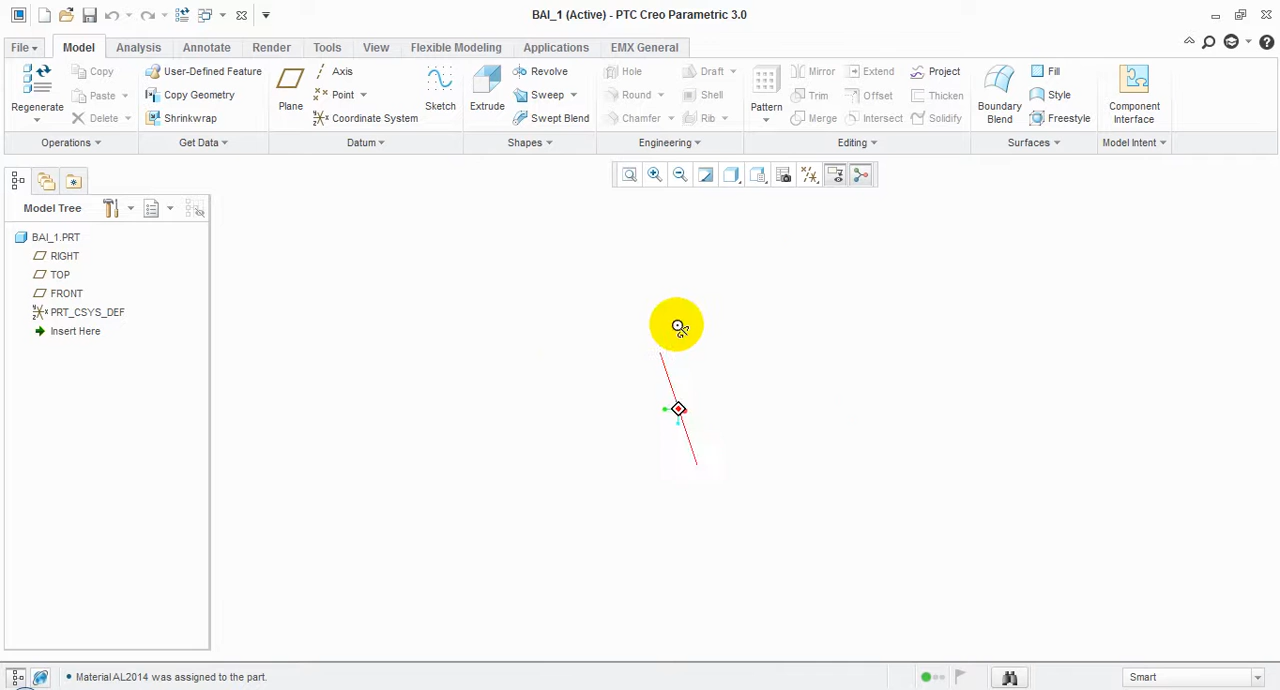 BAI_1 (Active) - PTC Creo Parametric 3.0
File Model Analysis Annotate Render Tools View Flexible Modeling Applications EMX General
Regenerate Copy Paste Delete
User-Defined Feature Copy Geometry Shrinkwrap
Plane Axis Point Coordinate System Sketch
Extrude Revolve Sweep Swept Blend
Hole Round Chamfer Draft Shell Rib
Pattern Mirror Trim Merge Extend Offset Intersect Project Thicken Solidify
Boundary Blend Fill Style Freestyle
Component Interface
Operations Get Data Datum Shapes Engineering Editing Surfaces Model Intent
Model Tree
BAI_1.PRT
RIGHT
TOP
FRONT
PRT_CSYS_DEF
Insert Here
Material AL2014 was assigned to the part.
Smart